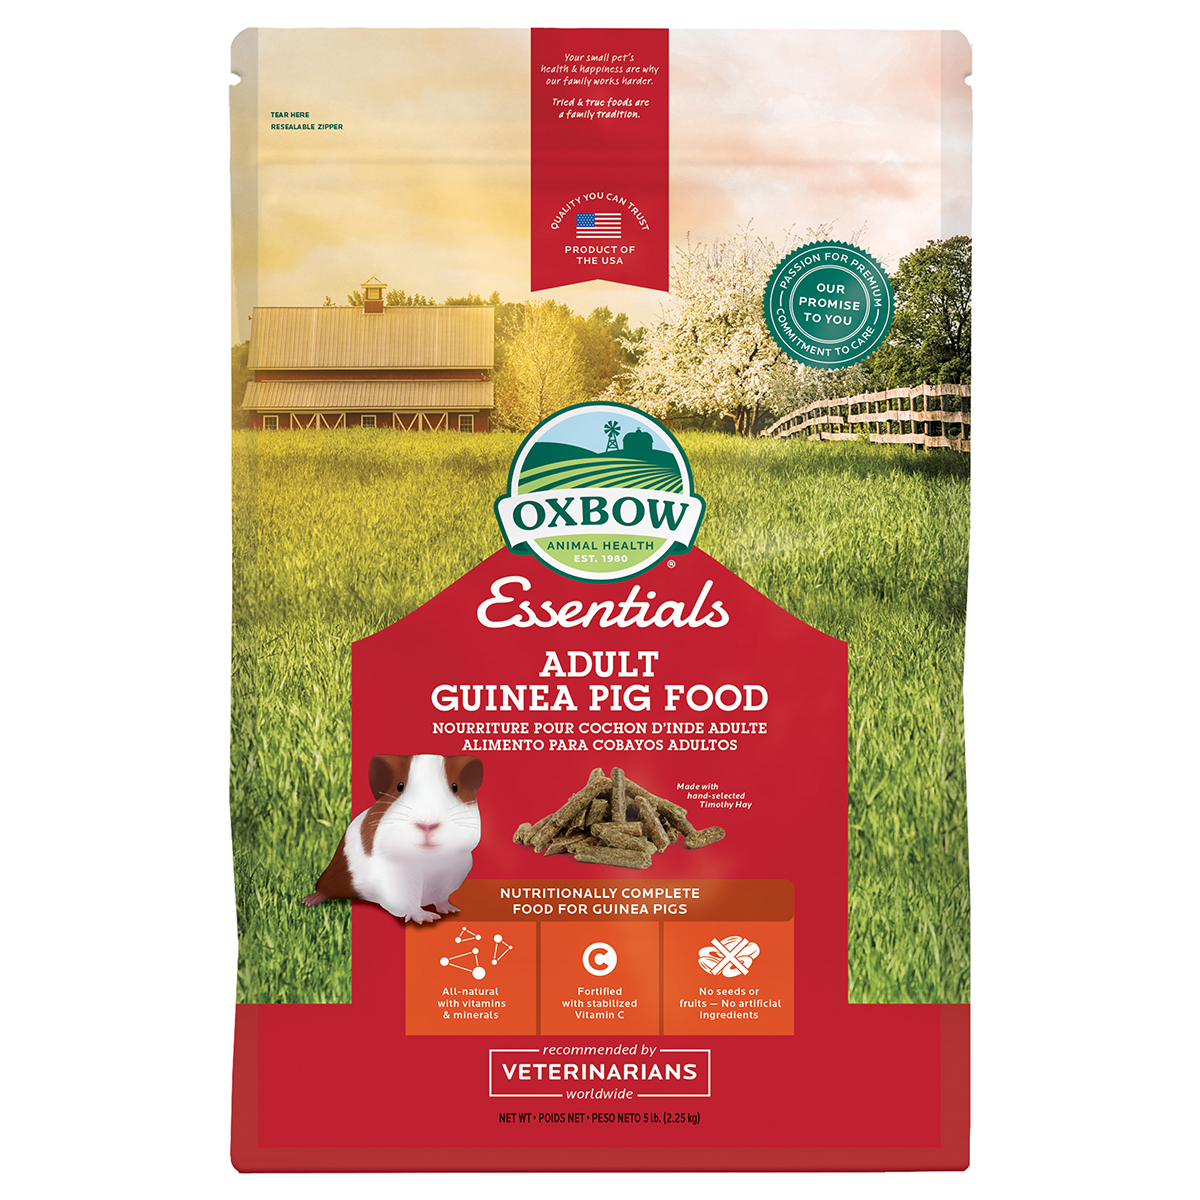 Your small pet's
health & happiness are why
our family works harder.
Tried & true foods are
a family tradition.
TEAR HERE
RESEALABLE ZIPPER
QUALITY YOU CAN TRUST
PRODUCT OF
THE USA
PASSION FOR PREMIUM
OUR
PROMISE
TO YOU
COMMITMENT TO CARE
OXBOW
ANIMAL HEALTH
EST. 1980
®
Essentials
ADULT
GUINEA PIG FOOD
NOURRITURE POUR COCHON D'INDE ADULTE
ALIMENTO PARA COBAYOS ADULTOS
Made with
hand-selected
Timothy Hay
NUTRITIONALLY COMPLETE
FOOD FOR GUINEA PIGS
All-natural
with vitamins
& minerals
C
Fortified
with stabilized
Vitamin C
No seeds or
fruits — No artificial
ingredients
recommended by
VETERINARIANS
worldwide
NET WT • POIDS NET • PESO NETO 5 lb. (2.25 kg)